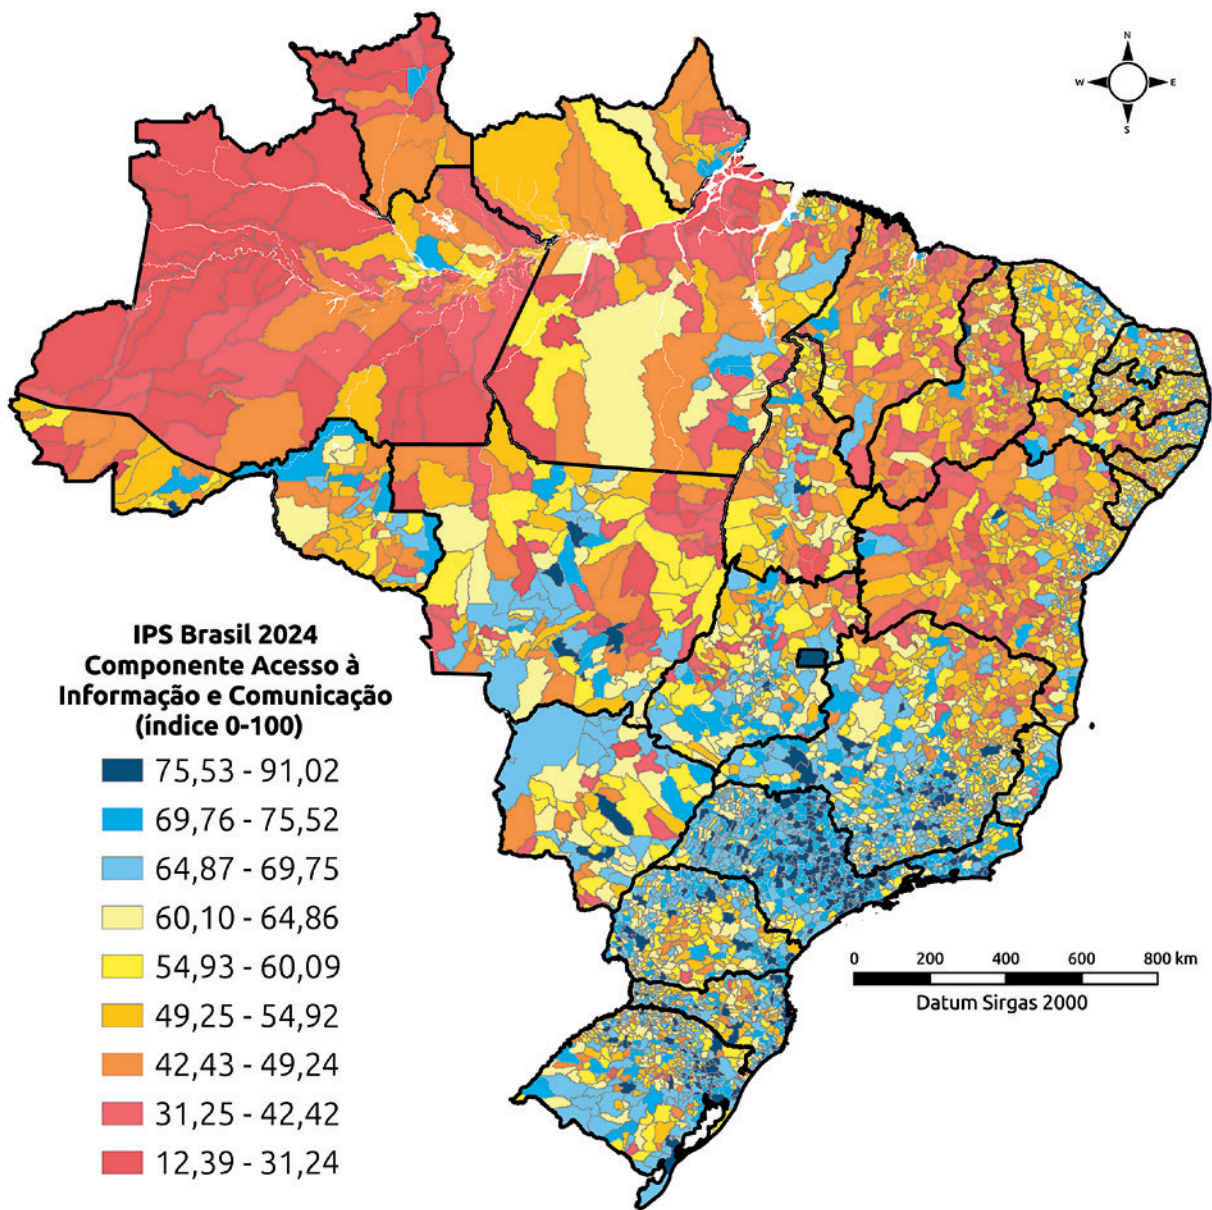 N
W E
S
IPS Brasil 2024
Componente Acesso à
Informação e Comunicação
(índice 0-100)
75,53 - 91,02
69,76 - 75,52
64,87 - 69,75
60,10 - 64,86
54,93 - 60,09
49,25 - 54,92
42,43 - 49,24
31,25 - 42,42
12,39 - 31,24
0 200 400 600 800 km
Datum Sirgas 2000